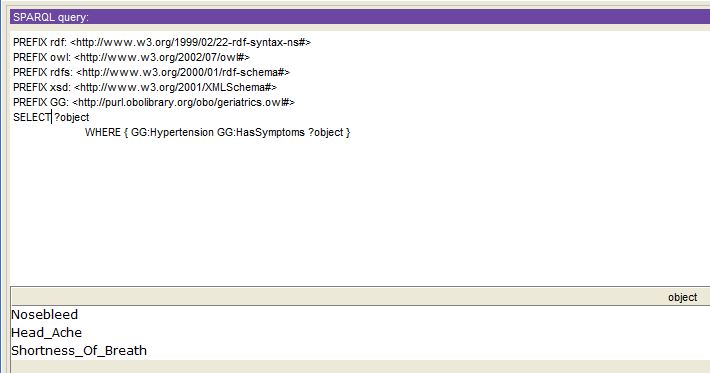 SPARQL query:
PREFIX rdf: <http://www.w3.org/1999/02/22-rdf-syntax-ns#>
PREFIX owl: <http://www.w3.org/2002/07/owl#>
PREFIX rdfs: <http://www.w3.org/2000/01/rdf-schema#>
PREFIX xsd: <http://www.w3.org/2001/XMLSchema#>
PREFIX GG: <http://purl.obolibrary.org/obo/geriatrics.owl#>
SELECT ?object
WHERE { GG:Hypertension GG:HasSymptoms ?object }
object
Nosebleed
Head_Ache
Shortness_Of_Breath